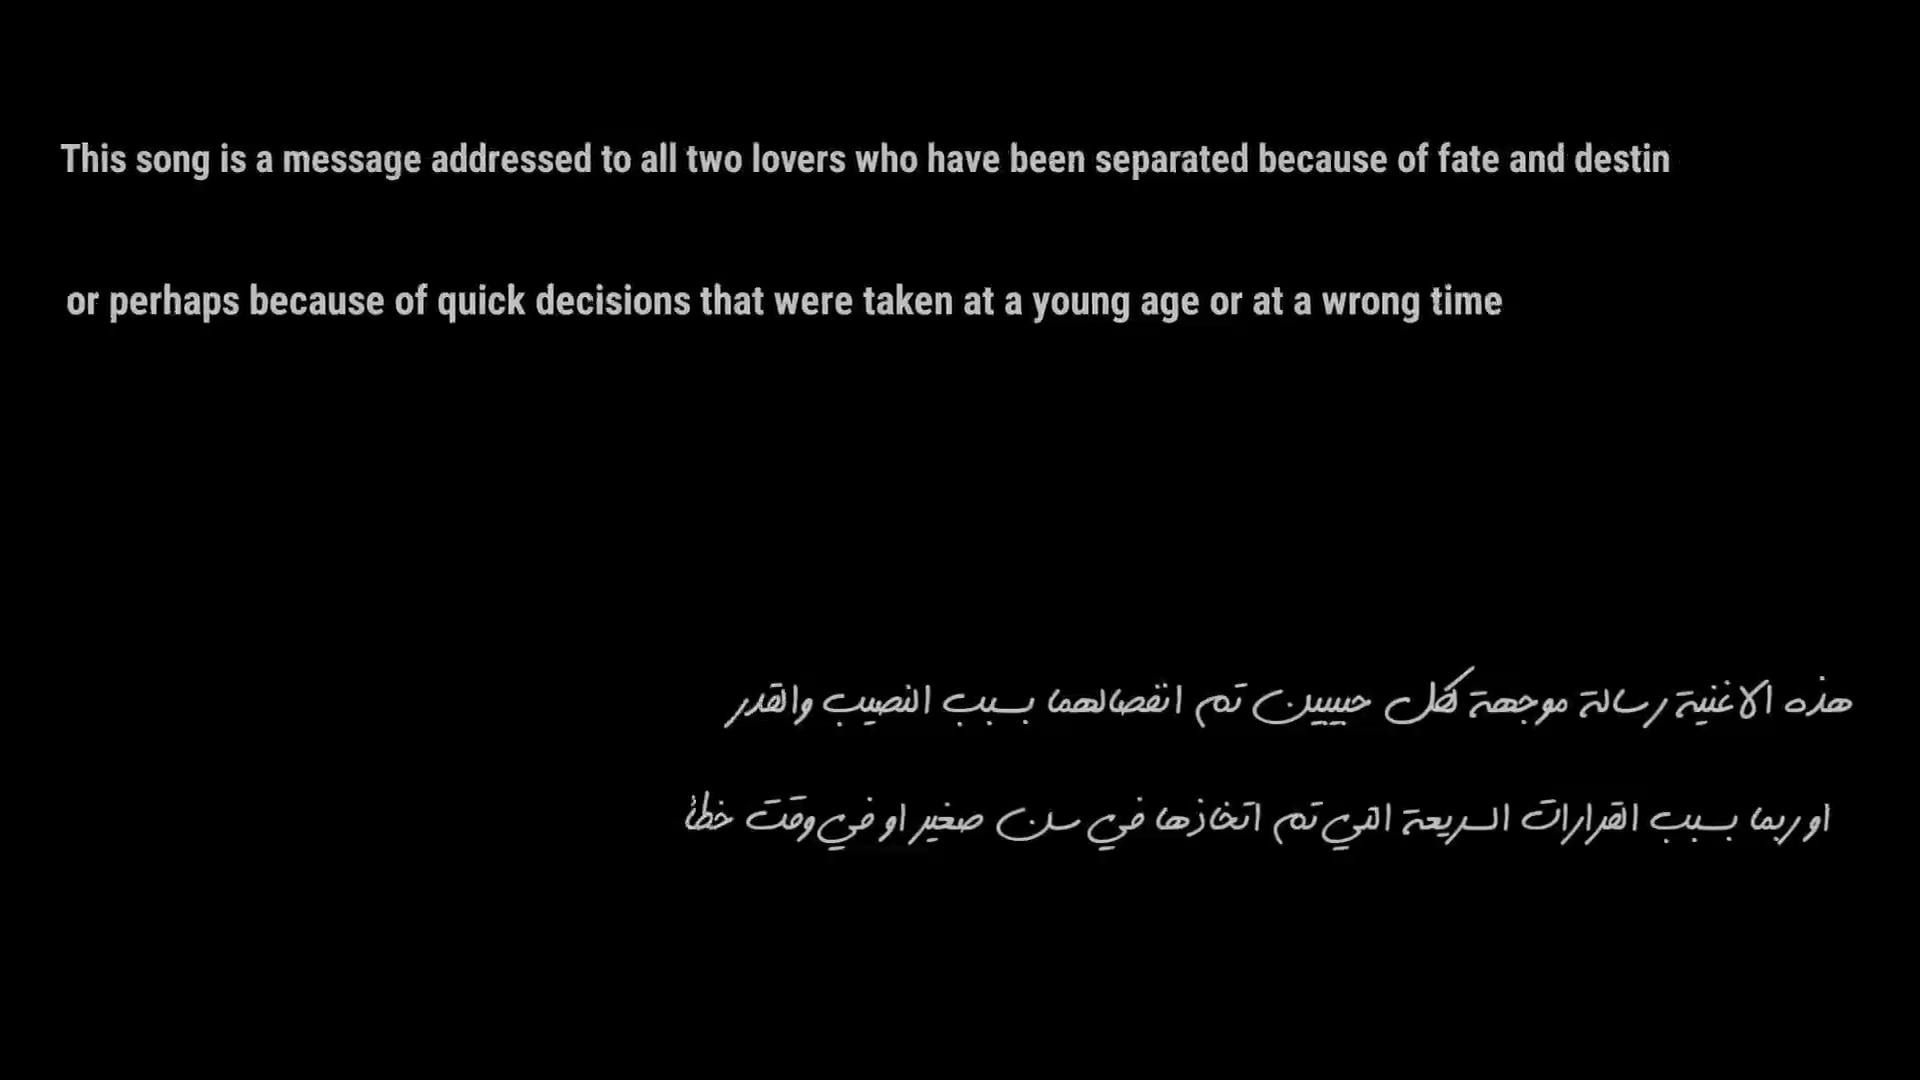 This song is a message addressed to all two lovers who have been separated because of fate and destin
or perhaps because of quick decisions that were taken at a young age or at a wrong time
هذه الاغنية رسالة موجهة لكل حبيبين تم انفصالهما بسبب النصيب والقدر
او ربما بسبب القرارات السريعة التي تم اتخاذها في سن صغير او في وقت خطأ